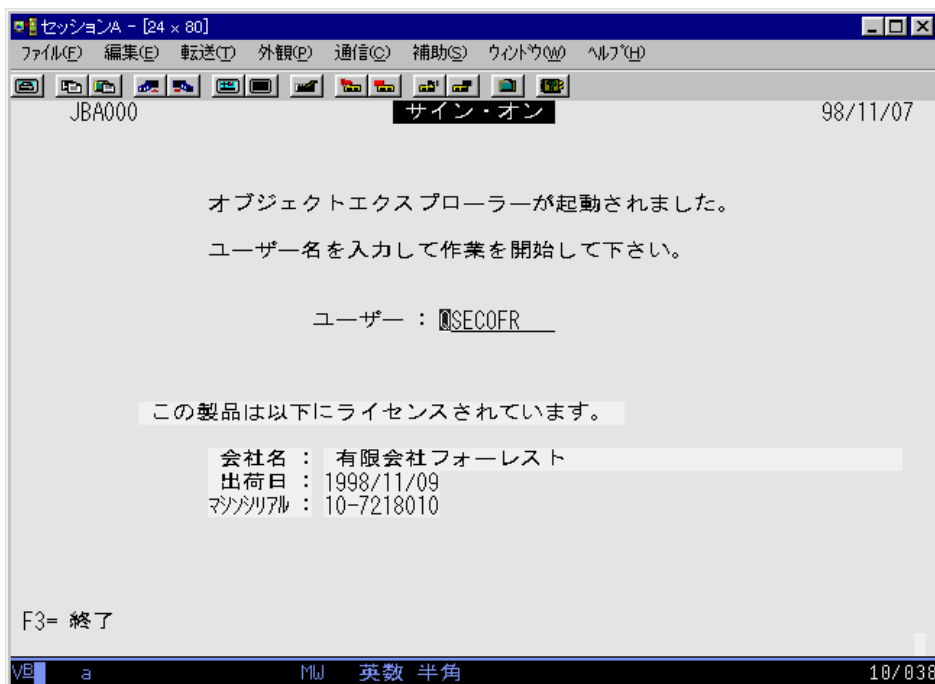 セッションA - [24 x 80]
ファイル(F) 編集(E) 転送(T) 外観(P) 通信(C) 補助(S) ウィンドウ(W) ヘルプ(H)
JBA000 サイン・オン 98/11/07
オブジェクトエクスプローラーが起動されました。
ユーザー名を入力して作業を開始して下さい。
ユーザー : QSECOFR
この製品は以下にライセンスされています。
会社名 : 有限会社フォーレスト
出荷日 : 1998/11/09
マシンシリアル : 10-7218010
F3= 終了
VB a MW 英数 半角 10/038